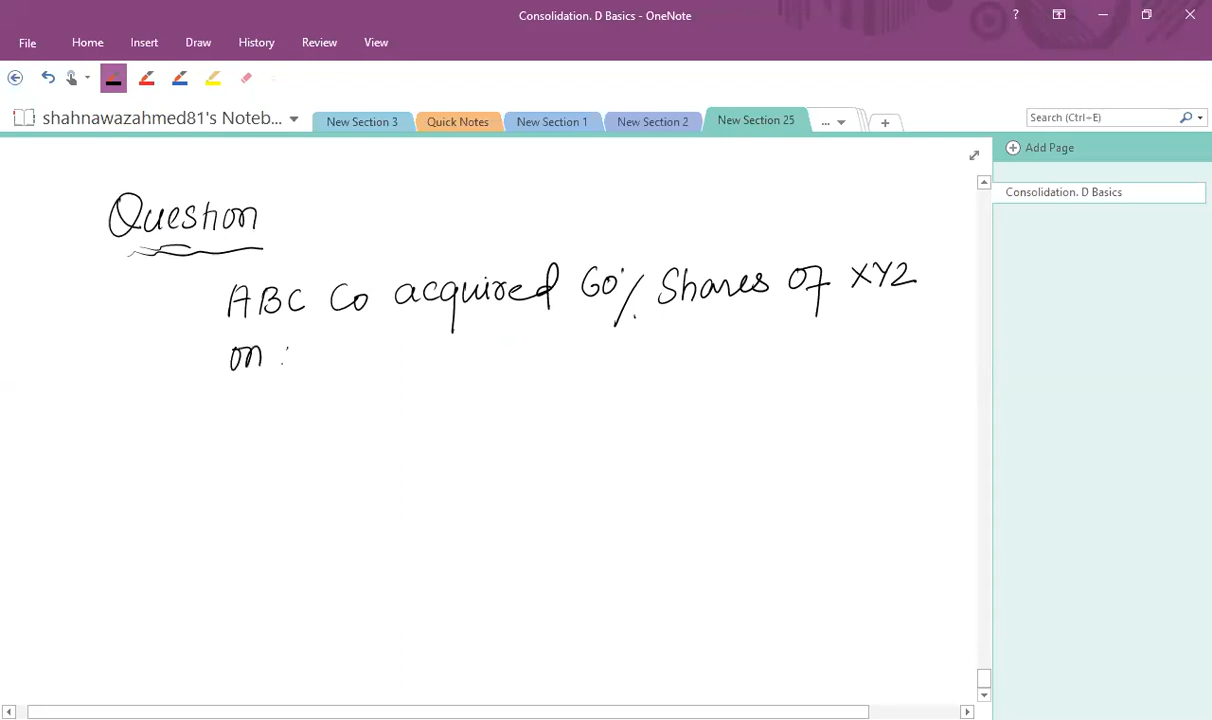 Consolidation. D Basics - OneNote
?
File Home Insert Draw History Review View
shahnawazahmed81's Noteb...
New Section 3 Quick Notes New Section 1 New Section 2 New Section 25 ...
Search (Ctrl+E)
Add Page
Consolidation. D Basics
Question
ABC Co acquired 60% Shares of XYZ
on :